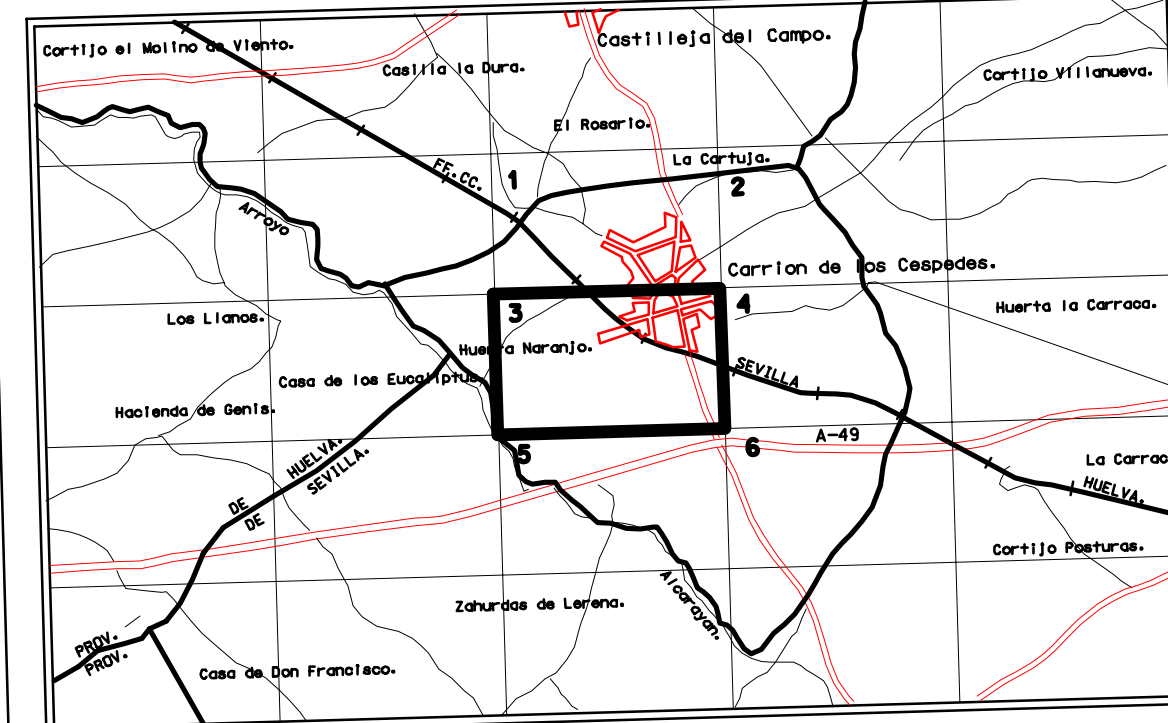 Castilleja del Campo.
Cortijo el Molino de Viento.
Casilla la Dura.
Cortijo Villanueva.
El Rosario.
La Cartuja.
FF.CC.
1
2
Arroyo
Carrion de los Cespedes.
3
4
Huerta la Carraca.
Los Llanos.
Huerta Naranjo.
SEVILLA
Casa de los Eucaliptus.
Hacienda de Genis.
A-49
5
6
HUELVA.
SEVILLA.
La Carrac
HUELVA.
DE
DE
Cortijo Posturas.
Alcarayan.
Zahurdas de Lerena.
PROV.
PROV.
Casa de Don Francisco.